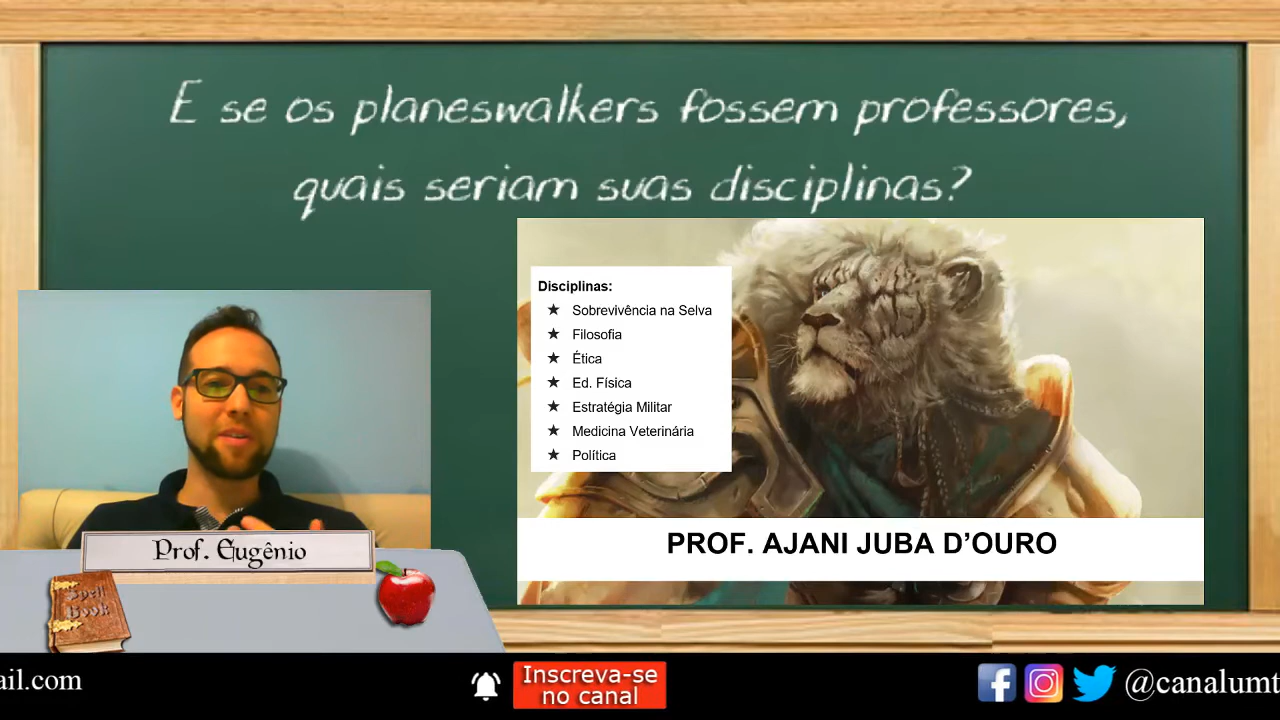 E se os planeswalkers fossem professores,
quais seriam suas disciplinas?
Disciplinas:
★ Sobrevivência na Selva
★ Filosofia
★ Ética
★ Ed. Física
★ Estratégia Militar
★ Medicina Veterinária
★ Política
PROF. AJANI JUBA D’OURO
Prof. Eugênio
Spell
Book
ail.com
Inscreva-se
no canal
@canalumt